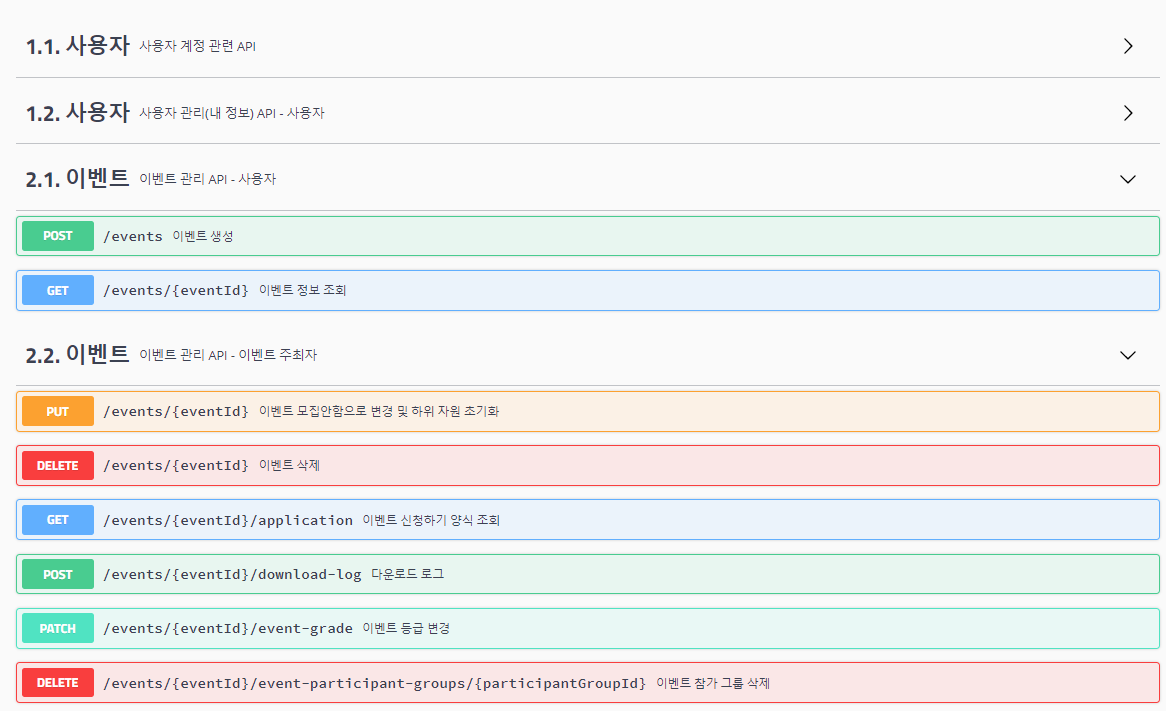 1.1. 사용자 사용자 계정 관련 API
1.2. 사용자 사용자 관리(내 정보) API - 사용자
2.1. 이벤트 이벤트 관리 API - 사용자
POST /events 이벤트 생성
GET /events/{eventId} 이벤트 정보 조회
2.2. 이벤트 이벤트 관리 API - 이벤트 주최자
PUT /events/{eventId} 이벤트 모집안함으로 변경 및 하위 자원 초기화
DELETE /events/{eventId} 이벤트 삭제
GET /events/{eventId}/application 이벤트 신청하기 양식 조회
POST /events/{eventId}/download-log 다운로드 로그
PATCH /events/{eventId}/event-grade 이벤트 등급 변경
DELETE /events/{eventId}/event-participant-groups/{participantGroupId} 이벤트 참가 그룹 삭제